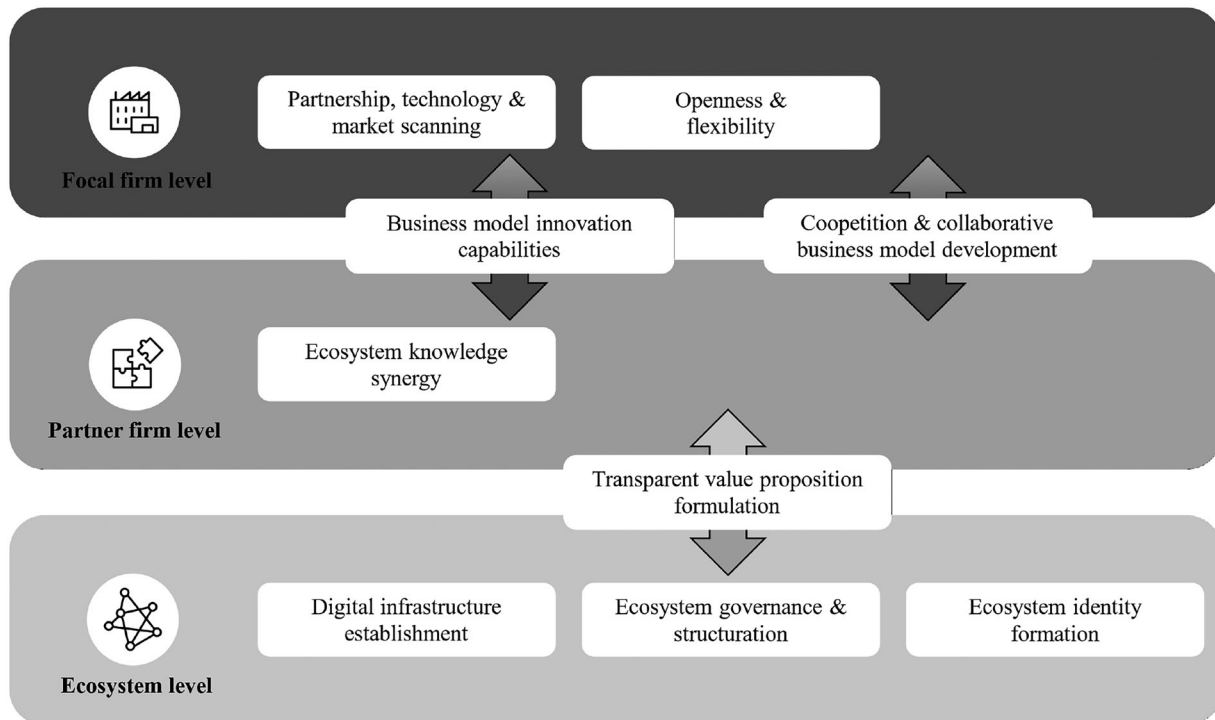 Partnership, technology &
market scanning
Openness &
flexibility
Focal firm level
Business model innovation
capabilities
Coopetition & collaborative
business model development
Ecosystem knowledge
synergy
Partner firm level
Transparent value proposition
formulation
Digital infrastructure
establishment
Ecosystem governance &
structuration
Ecosystem identity
formation
Ecosystem level